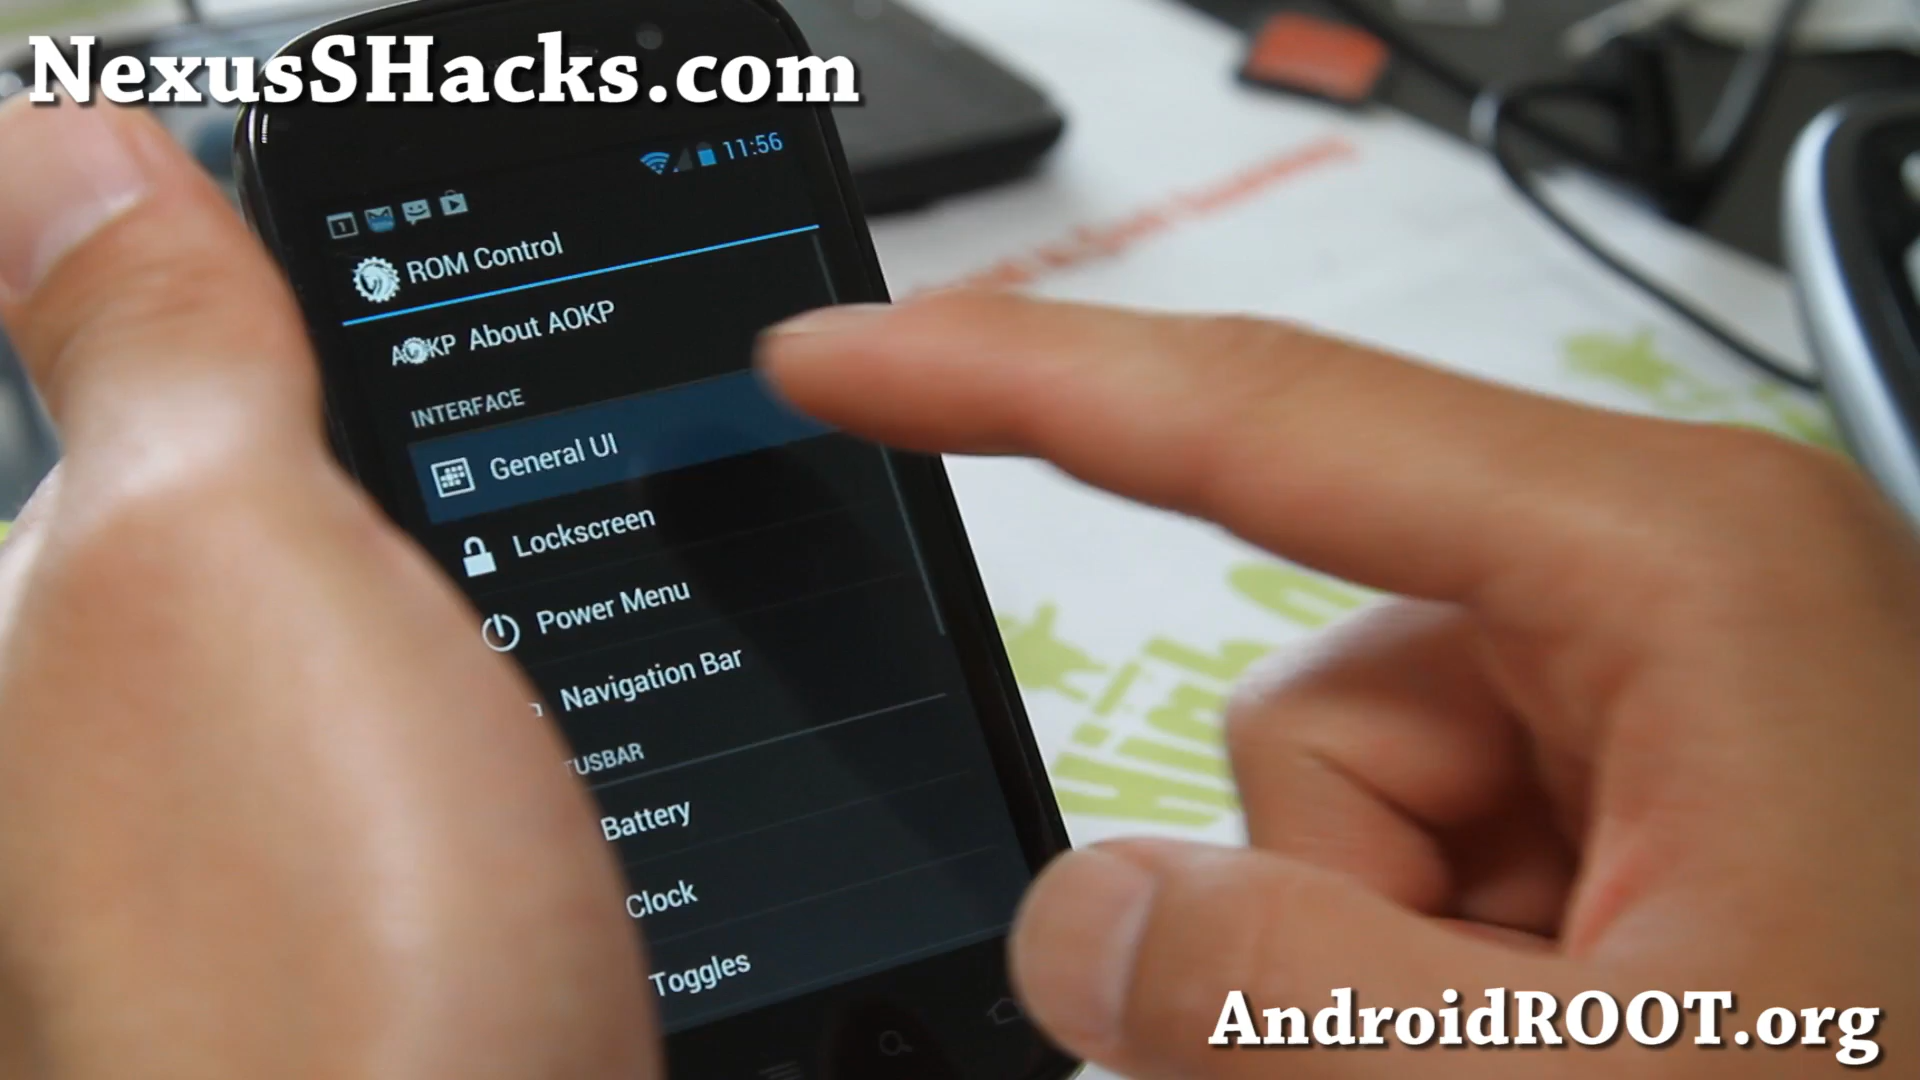 NexusSHacks.com
11:56
1
ROM Control
AOKP About AOKP
INTERFACE
General UI
Lockscreen
Power Menu
Navigation Bar
TUSBAR
Battery
Clock
Toggles
AndroidROOT.org